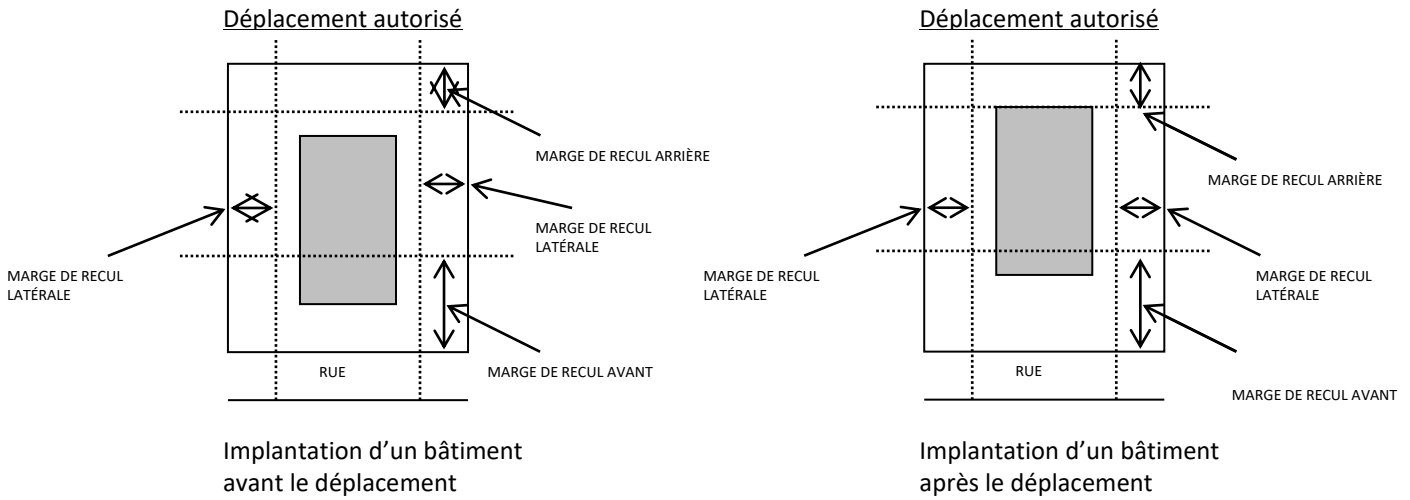 Déplacement autorisé
MARGE DE RECUL ARRIÈRE
MARGE DE RECUL
LATÉRALE
MARGE DE RECUL
LATÉRALE
RUE
MARGE DE RECUL AVANT
Implantation d’un bâtiment
avant le déplacement
Déplacement autorisé
MARGE DE RECUL ARRIÈRE
MARGE DE RECUL
LATÉRALE
MARGE DE RECUL
LATÉRALE
RUE
MARGE DE RECUL AVANT
Implantation d’un bâtiment
après le déplacement